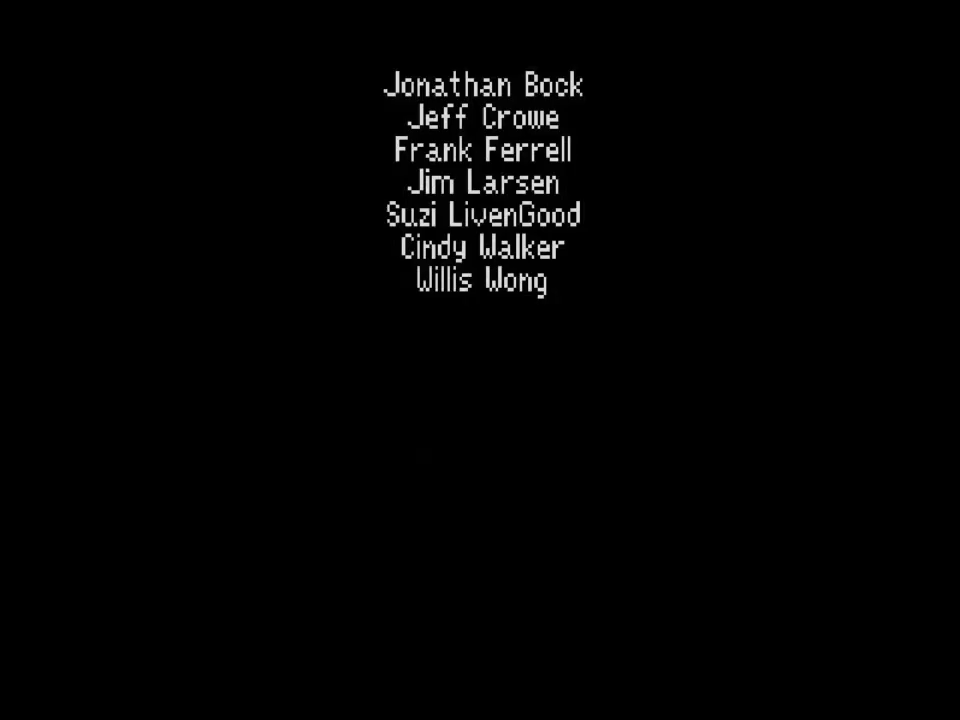 Jonathan Bock
Jeff Crowe
Frank Ferrell
Jim Larsen
Suzi LivenGood
Cindy Walker
Willis Wong